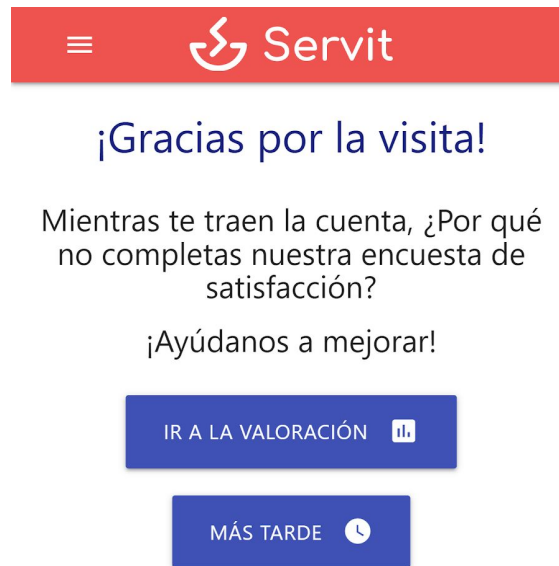 Servit
¡Gracias por la visita!
Mientras te traen la cuenta, ¿Por qué
no completas nuestra encuesta de
satisfacción?
¡Ayúdanos a mejorar!
IR A LA VALORACIÓN
MÁS TARDE